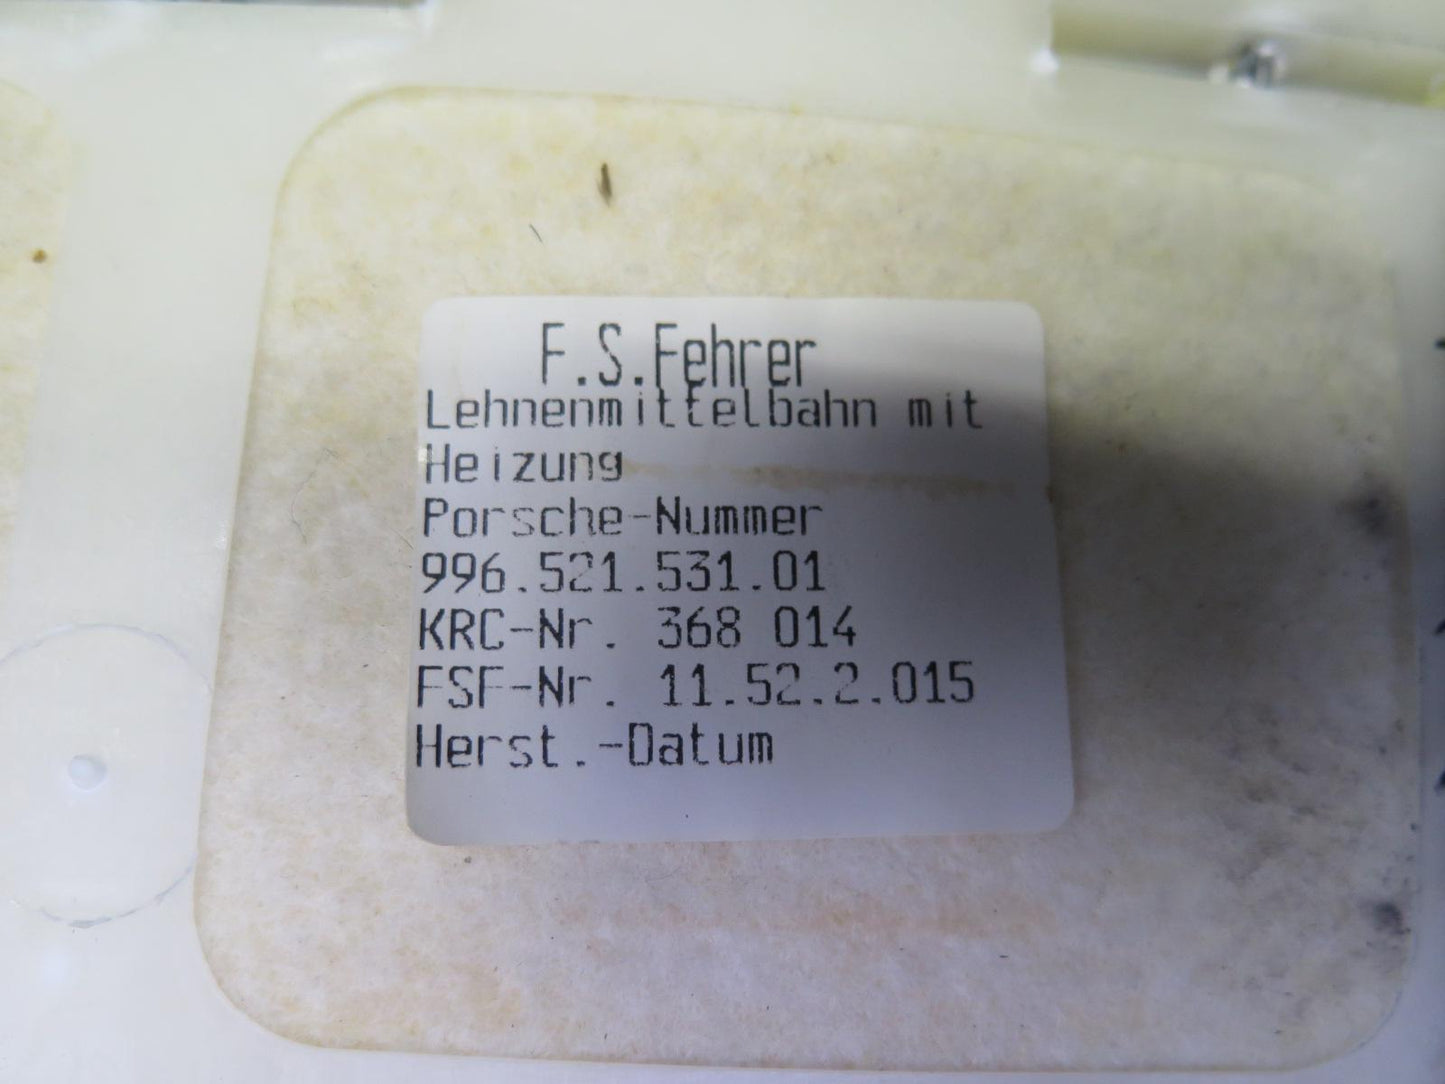 F.S.Fehrer
Lehnenmittelbahn mit
Heizung
Porsche-Nummer
996.521.531.01
KRC-Nr. 368 014
FSF-Nr. 11.52.2.015
Herst.-Datum